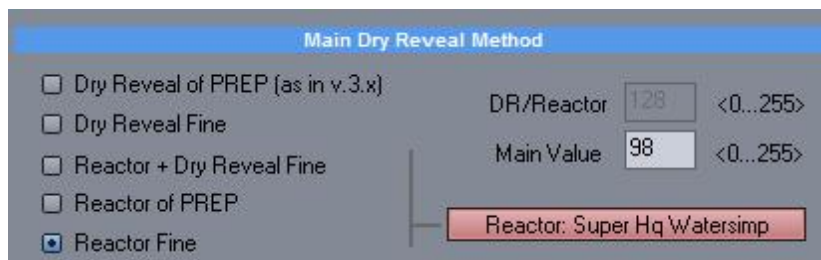 Main Dry Reveal Method
Dry Reveal of PREP (as in v.3.x)
Dry Reveal Fine
Reactor + Dry Reveal Fine
Reactor of PREP
Reactor Fine
DR/Reactor 128 <0...255>
Main Value 98 <0...255>
Reactor: Super Hq Watersimp